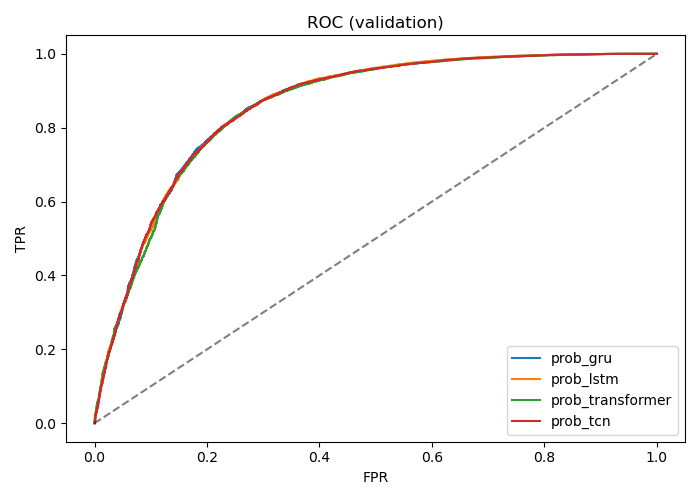 ROC (validation)
1.0
0.8
0.6
0.4
0.2
0.0
TPR
0.0
0.2
0.4
0.6
0.8
1.0
FPR
prob_gru
prob_lstm
prob_transformer
prob_tcn